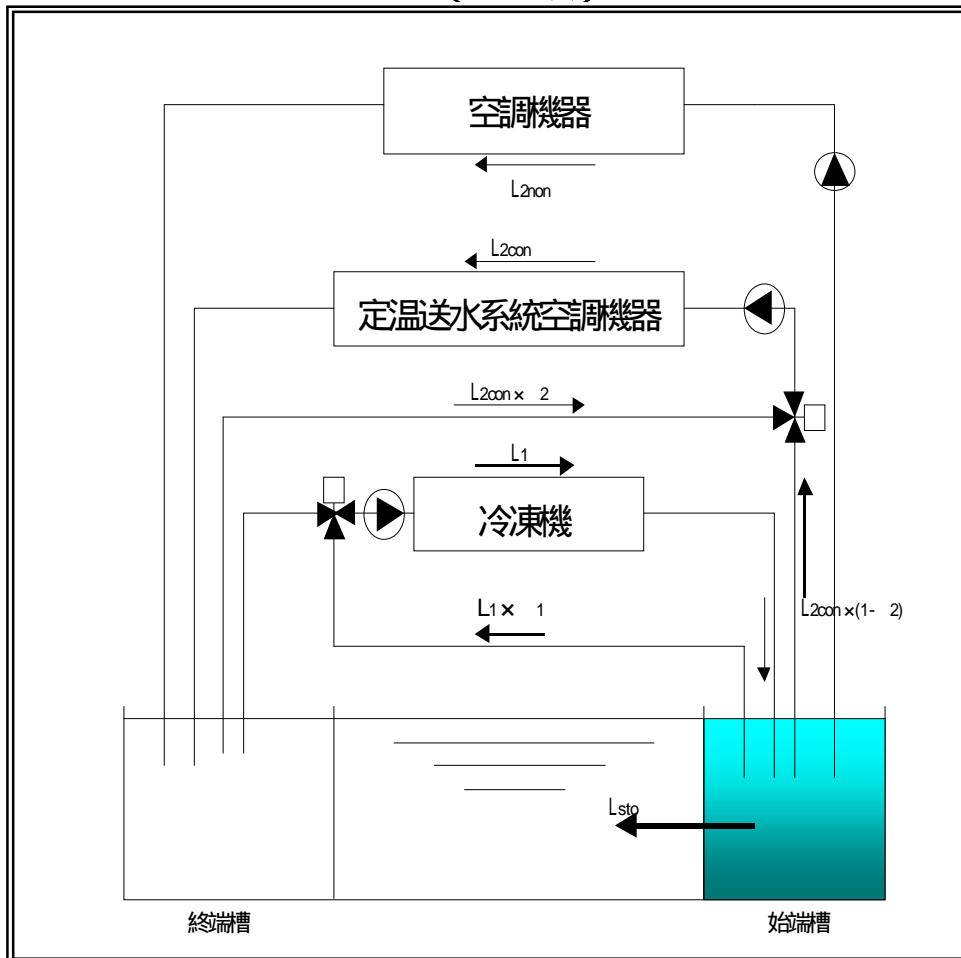 空調機器
L2non
L2con
定温送水系統空調機器
L2con× 2
L1
冷凍機
L1× 1
L2con×(1- 2)
Lsto
終端槽
始端槽